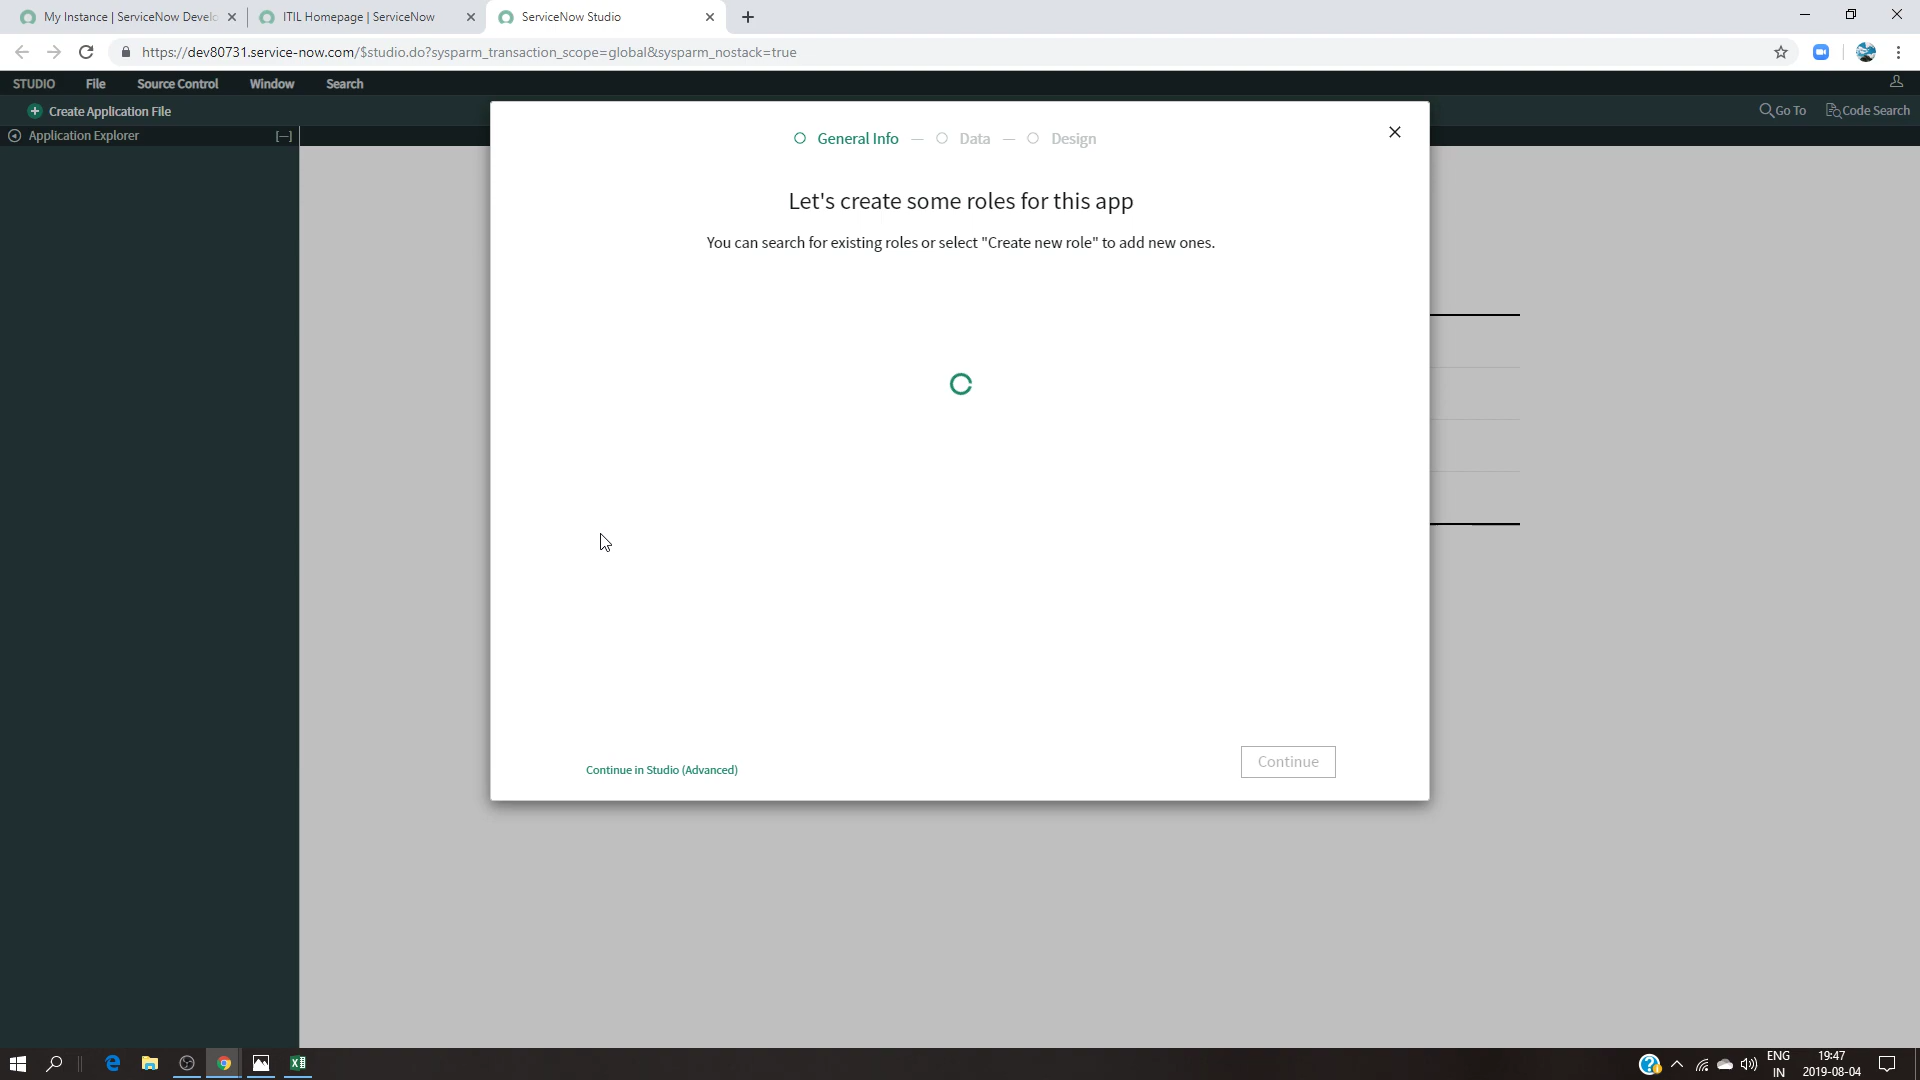 My Instance | ServiceNow Develo
ITIL Homepage | ServiceNow
ServiceNow Studio
https://dev80731.service-now.com/$studio.do?sysparm_transaction_scope=global&sysparm_nostack=true
STUDIO File Source Control Window Search
Create Application File
Go To Code Search
Application Explorer [—]
General Info — Data — Design
Let's create some roles for this app
You can search for existing roles or select "Create new role" to add new ones.
Continue in Studio (Advanced)
Continue
ENG 19:47
IN 2019-08-04